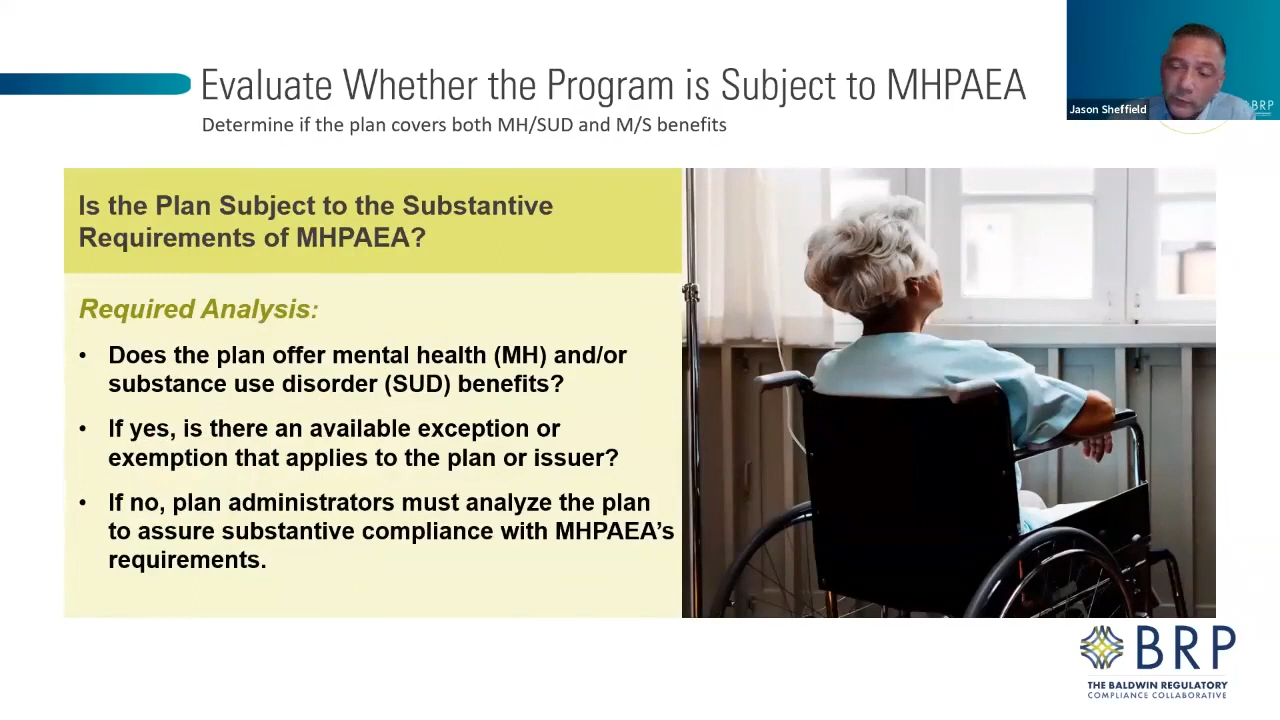 Evaluate Whether the Program is Subject to MHPAEA
Determine if the plan covers both MH/SUD and M/S benefits
Jason Sheffield
BRP
Is the Plan Subject to the Substantive
Requirements of MHPAEA?
Required Analysis:
• Does the plan offer mental health (MH) and/or
substance use disorder (SUD) benefits?
• If yes, is there an available exception or
exemption that applies to the plan or issuer?
• If no, plan administrators must analyze the plan
to assure substantive compliance with MHPAEA’s
requirements.
BRP
THE BALDWIN REGULATORY
COMPLIANCE COLLABORATIVE